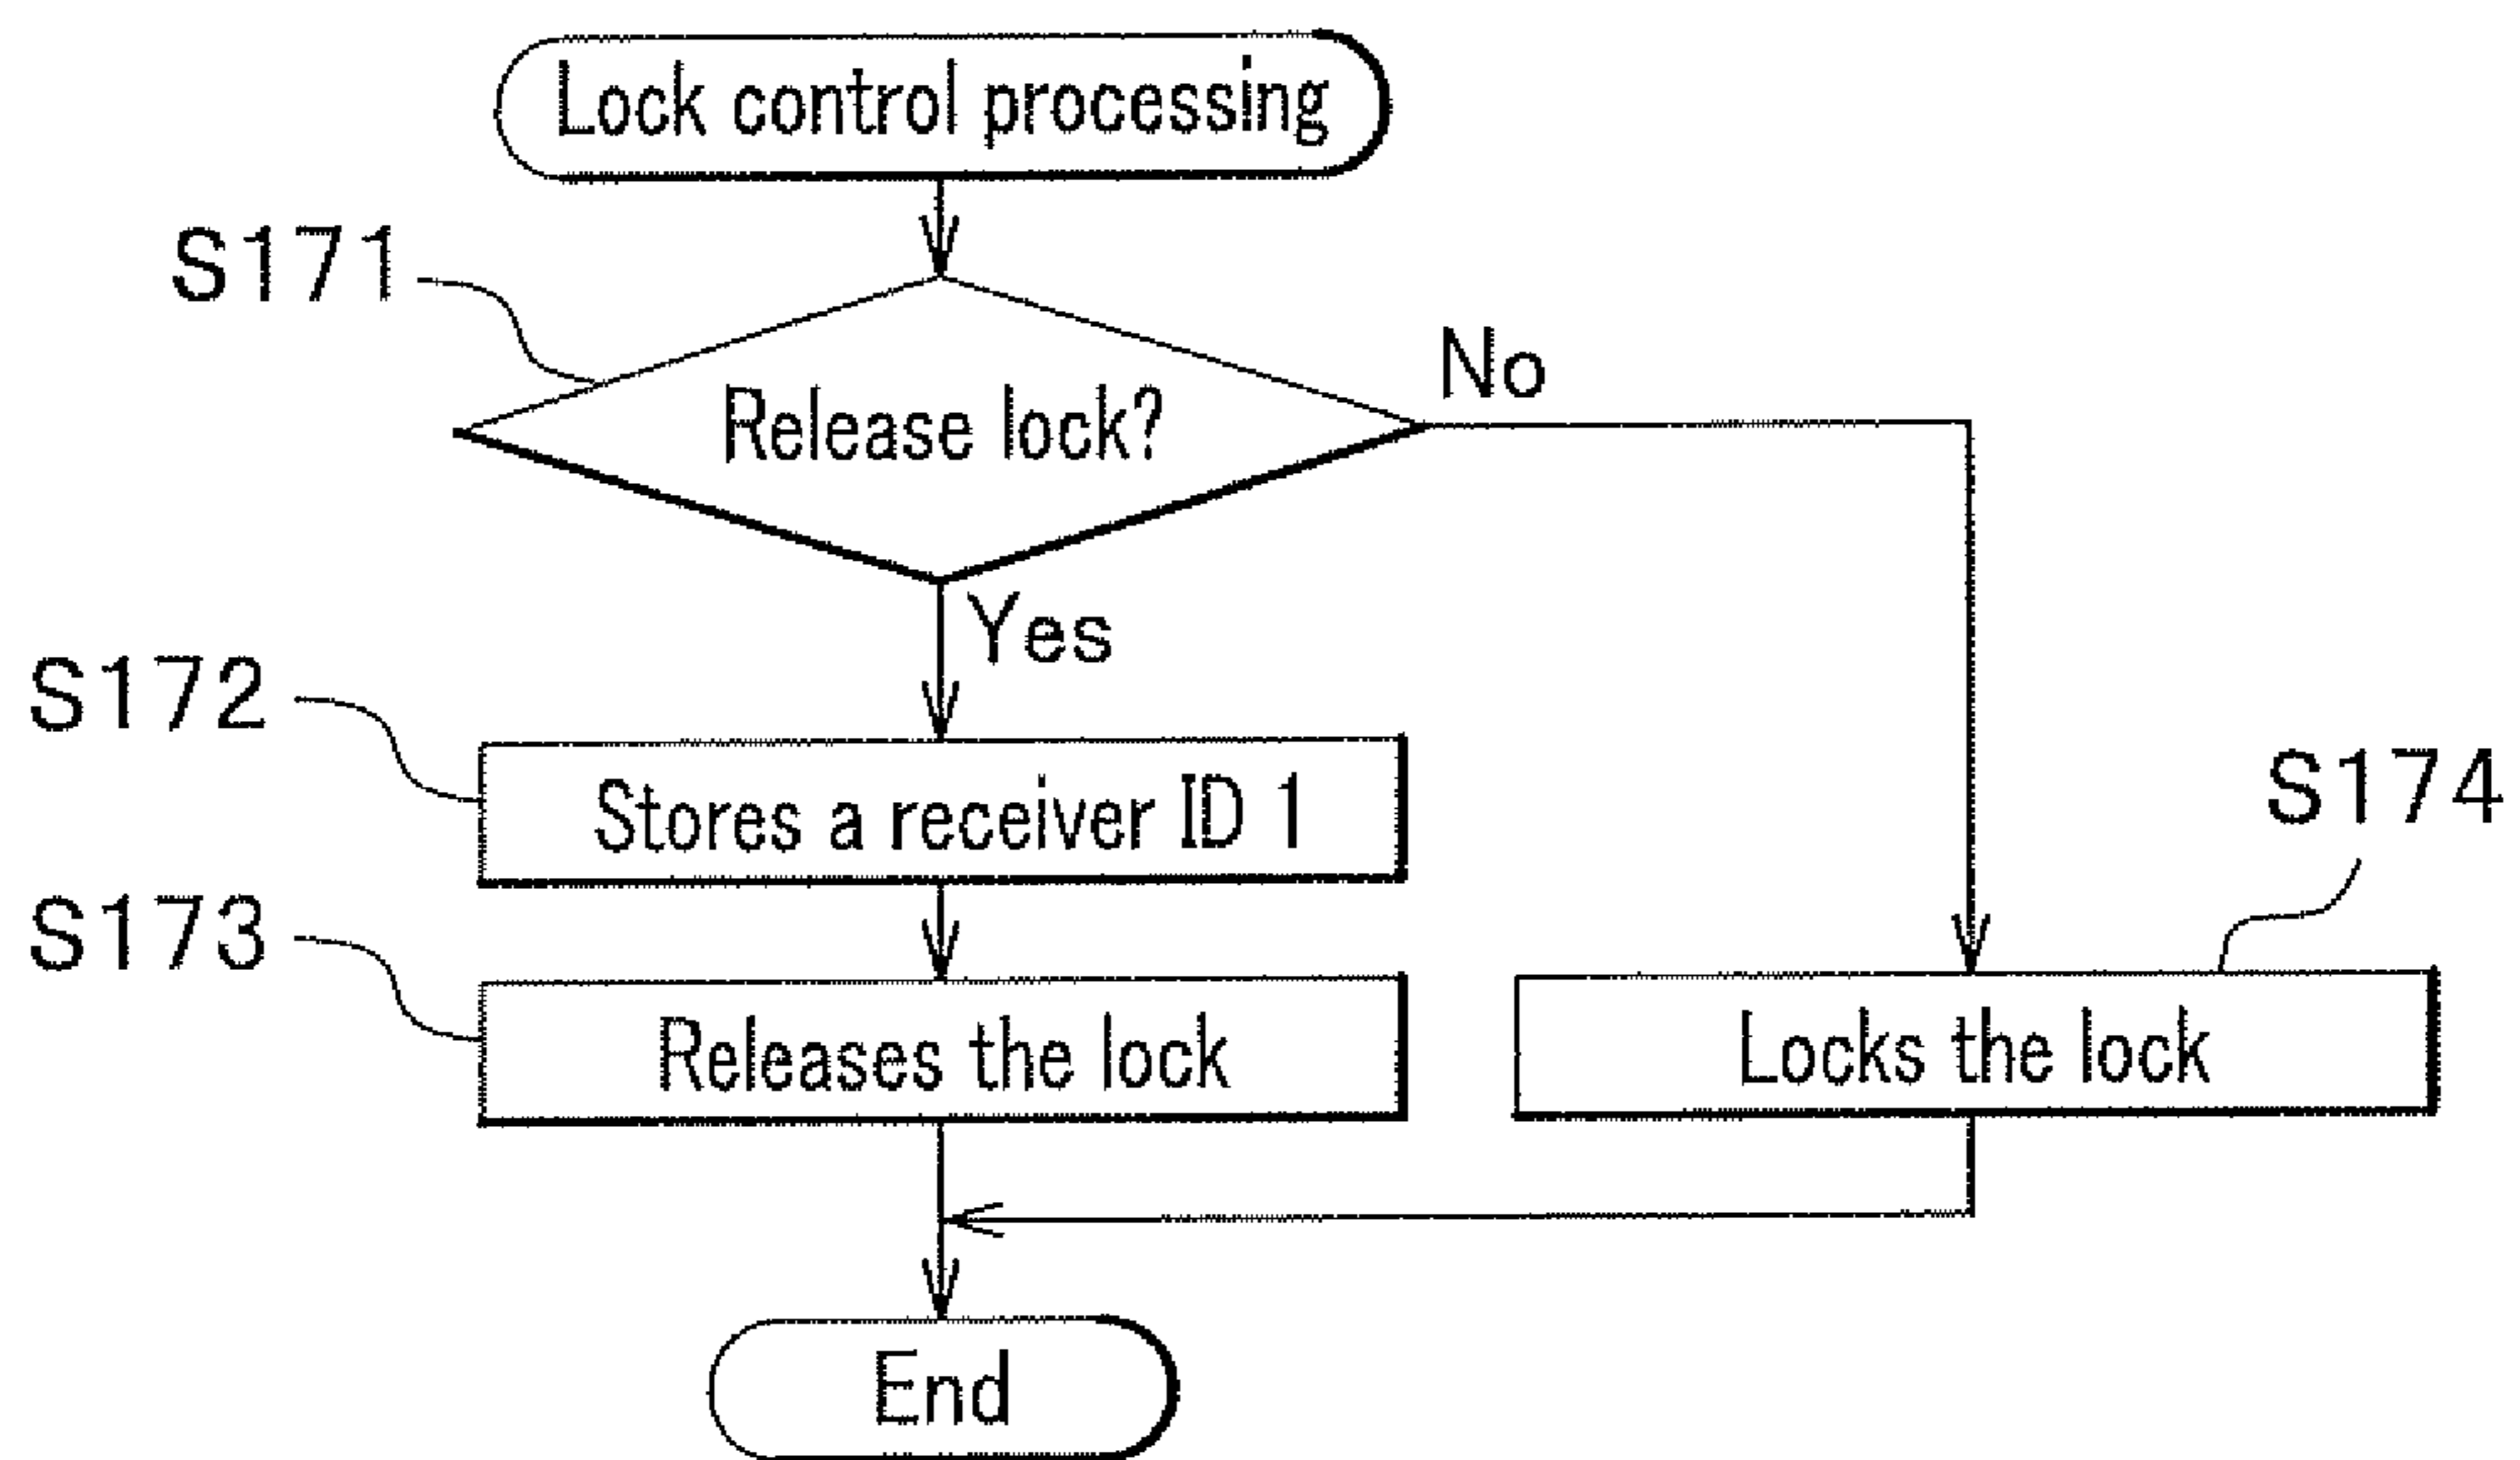 Lock control processing
S171
Release lock?
No
Yes
S172
Stores a receiver ID 1
S173
Releases the lock
S174
Locks the lock
End